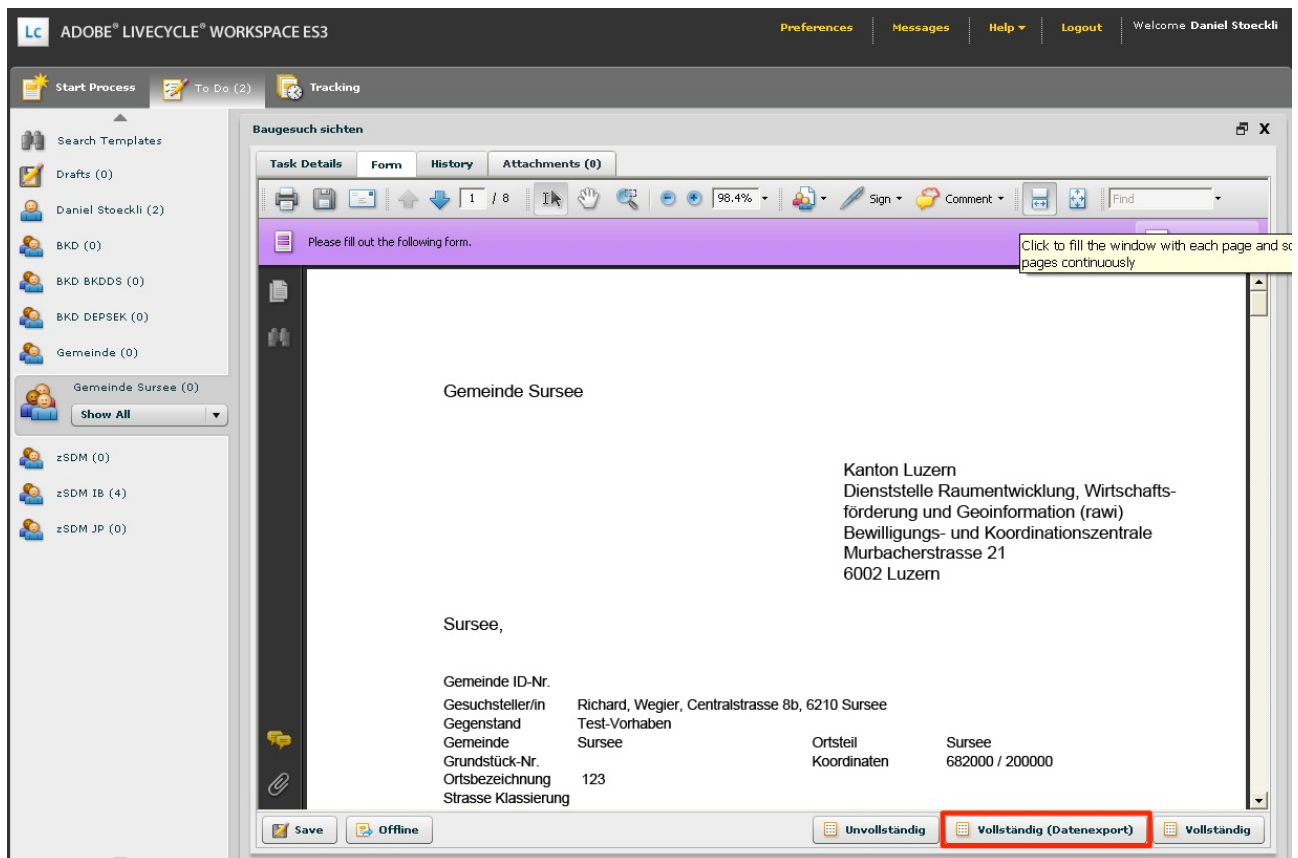 Lc ADOBE® LIVECYCLE® WORKSPACE ES3
Preferences Messages Help Logout Welcome Daniel Stoeckli
Start Process To Do (2) Tracking
Search Templates
Drafts (0)
Daniel Stoeckli (2)
BKD (0)
BKD BKDDS (0)
BKD DEPSEK (0)
Gemeinde (0)
Gemeinde Sursee (0)
Show All
zSDM (0)
zSDM IB (4)
zSDM JP (0)
Baugesuch sichten X
Task Details Form History Attachments (0)
1 / 8 98.4% Sign Comment Find
Please fill out the following form.
Click to fill the window with each page and sc
pages continuously
Gemeinde Sursee
Kanton Luzern
Dienststelle Raumentwicklung, Wirtschafts-
förderung und Geoinformation (rawi)
Bewilligungs- und Koordinationszentrale
Murbacherstrasse 21
6002 Luzern
Sursee,
Gemeinde ID-Nr.
Gesuchsteller/in Richard, Wegier, Centralstrasse 8b, 6210 Sursee
Gegenstand Test-Vorhaben
Gemeinde Sursee Ortsteil Sursee
Grundstück-Nr. Koordinaten 682000 / 200000
Ortsbezeichnung 123
Strasse Klassierung
Save Offline Unvollständig Vollständig (Datenexport) Vollständig